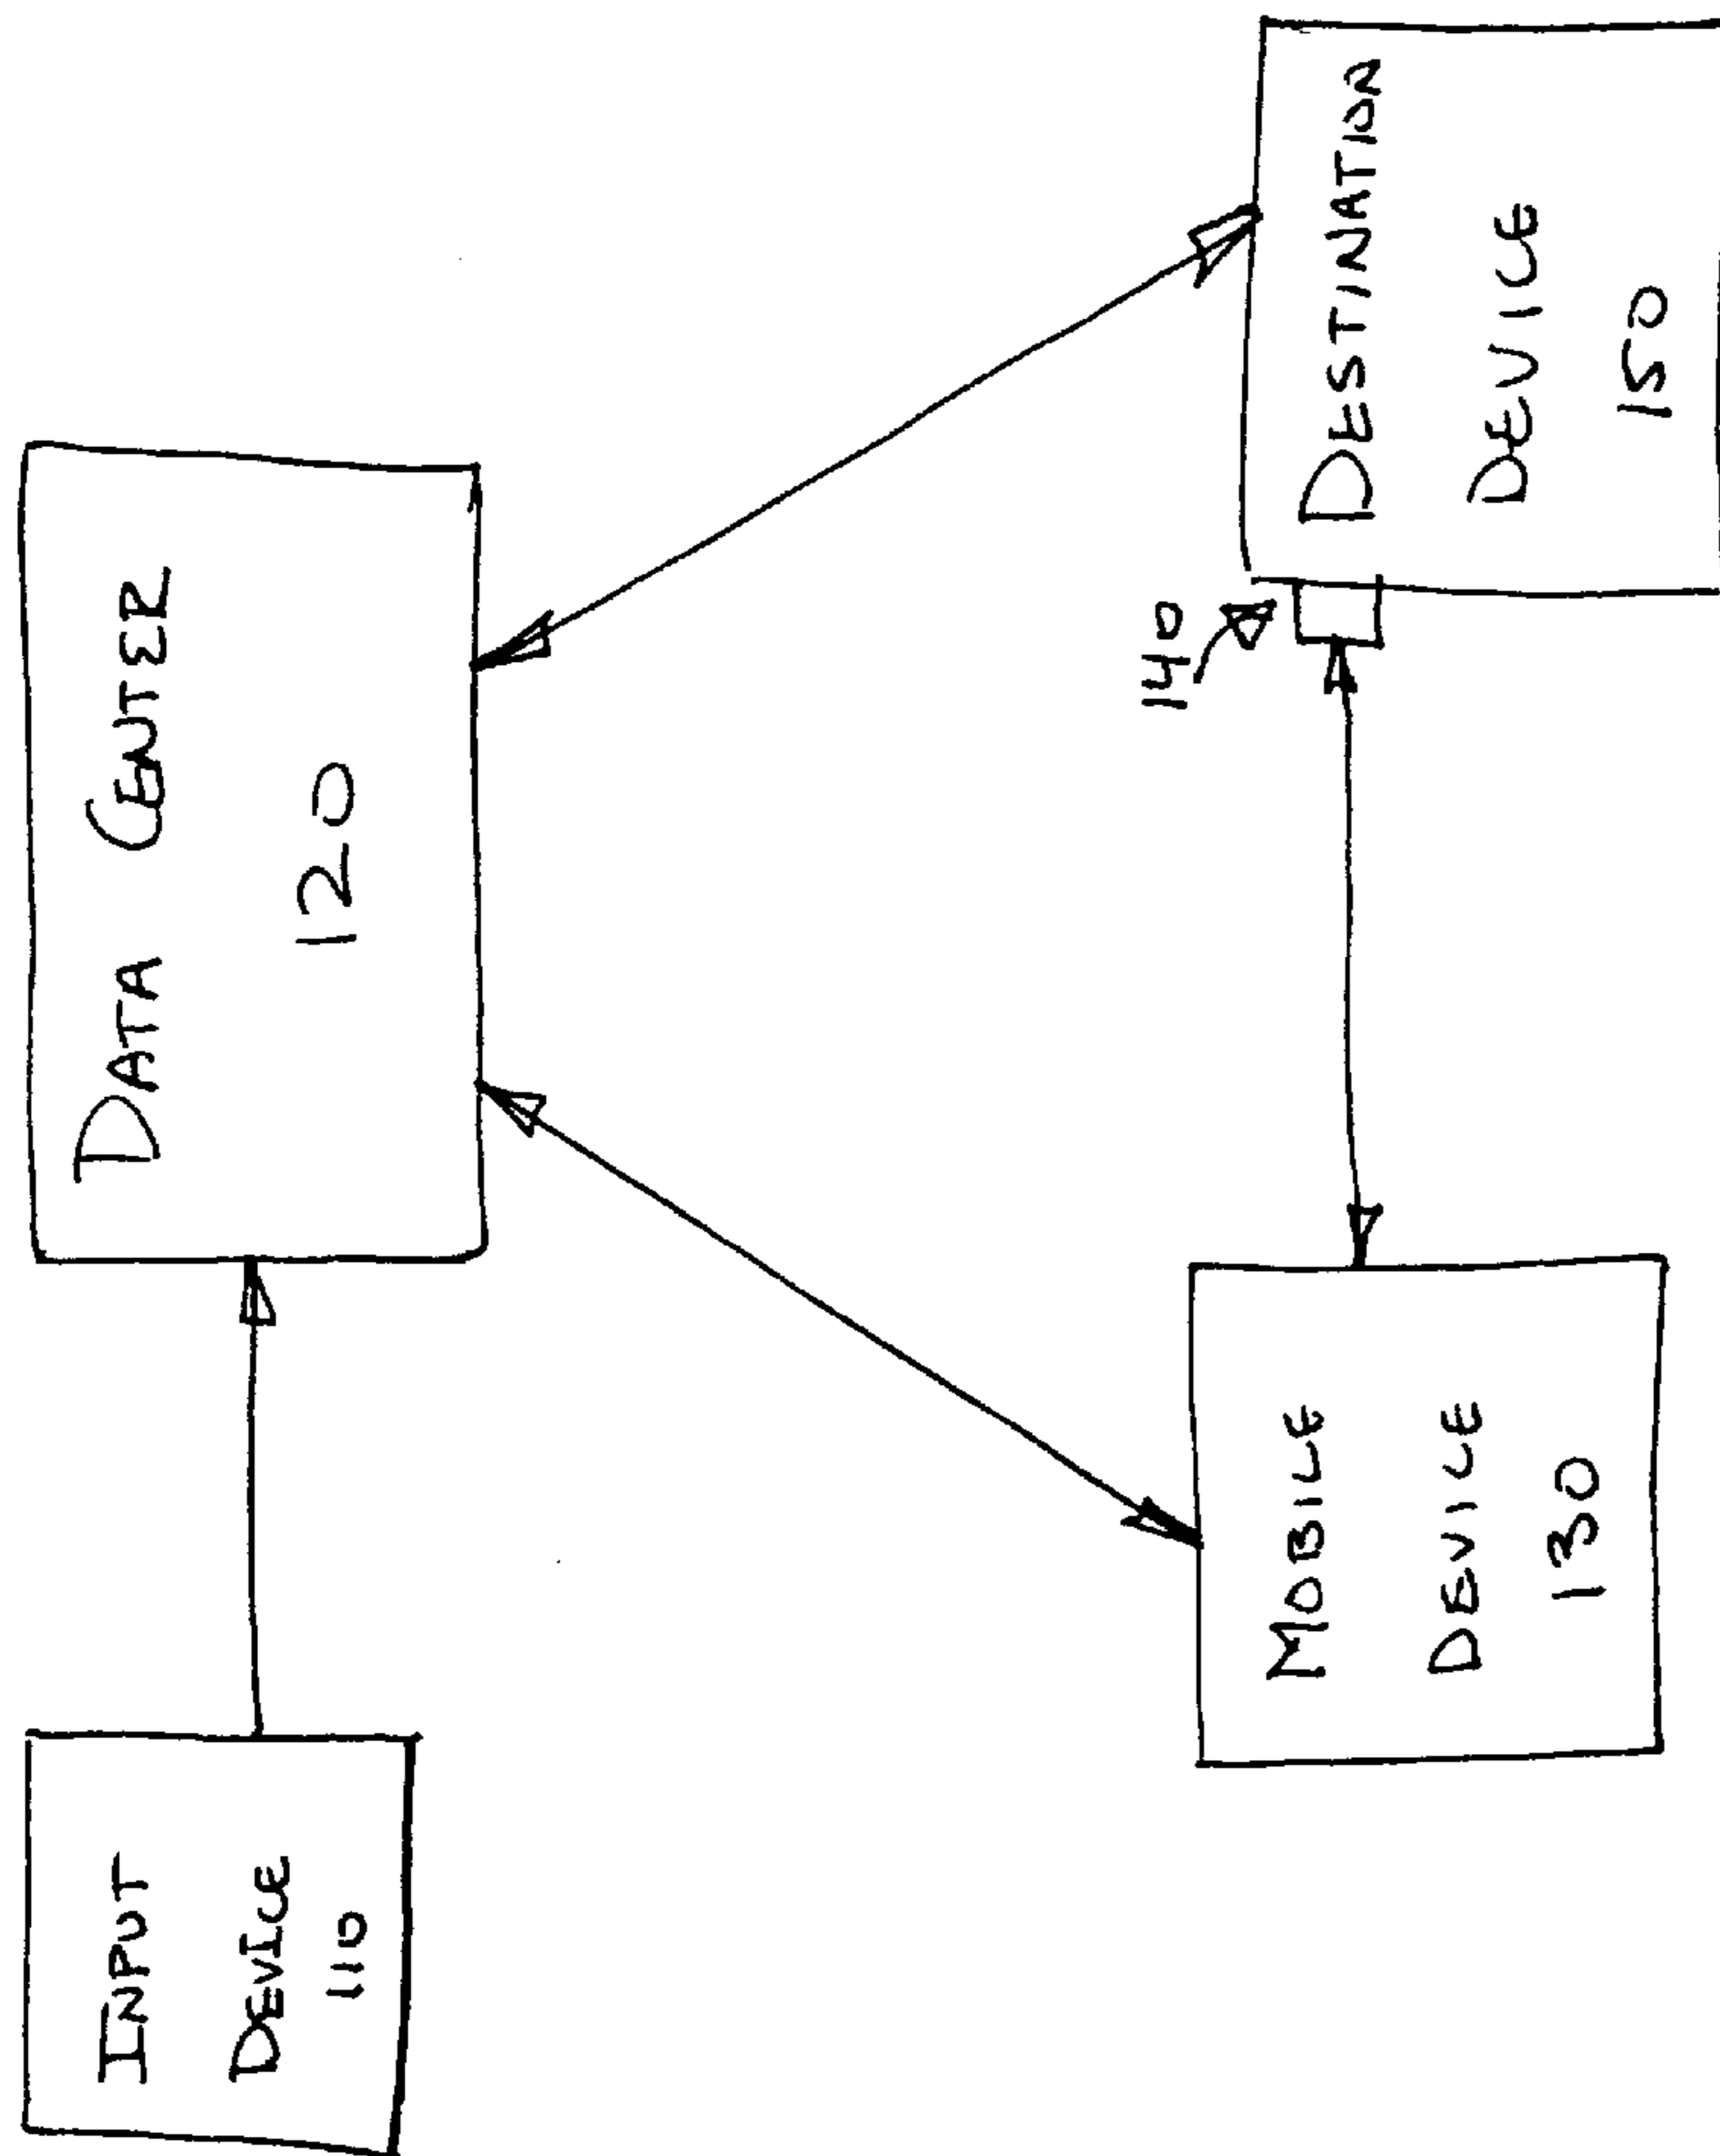 INPUT
DEVICE
110
DATA CENTER
120
MOBILE
DEVICE
130
140
DESTINATION
DEVICE
150